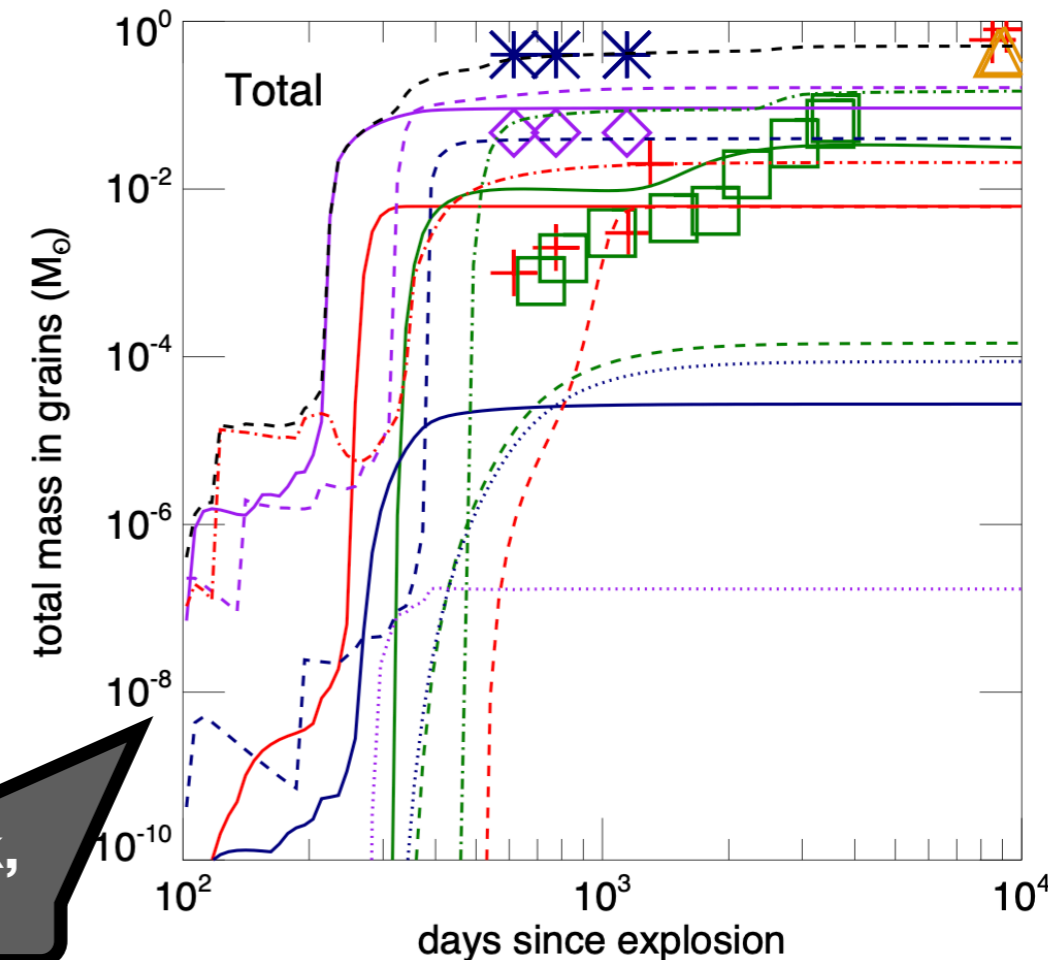 10⁰
Total
10⁻²
10⁻⁴
10⁻⁶
10⁻⁸
10⁻¹⁰
total mass in grains (M⊙)
10² 10³ 10⁴
days since explosion